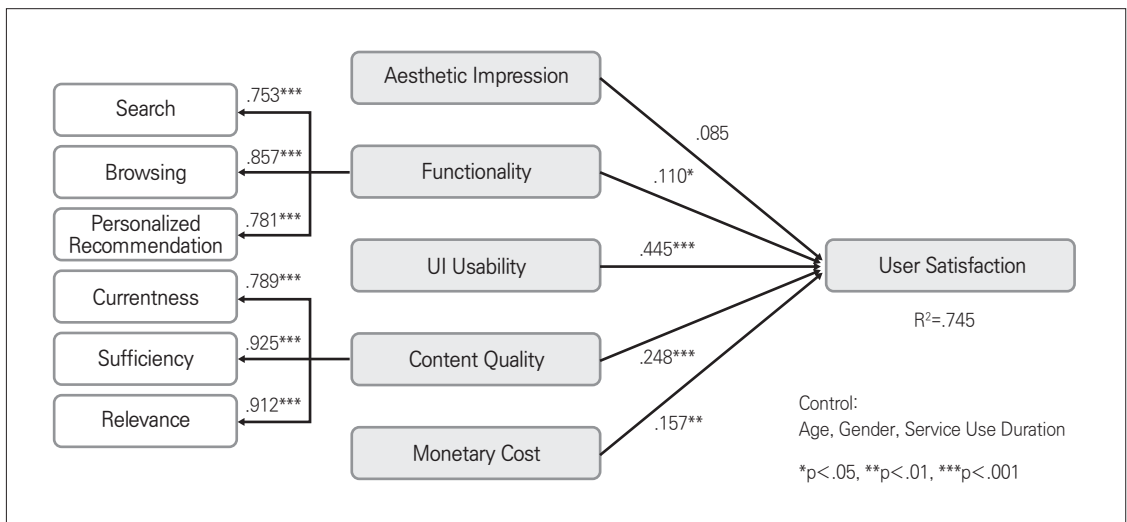 Search
Browsing
Personalized
Recommendation
Currentness
Sufficiency
Relevance
.753***
.857***
.781***
.789***
.925***
.912***
Aesthetic Impression
Functionality
UI Usability
Content Quality
Monetary Cost
.085
.110*
.445***
.248***
.157**
User Satisfaction
R²=.745
Control:
Age, Gender, Service Use Duration
*p<.05, **p<.01, ***p<.001